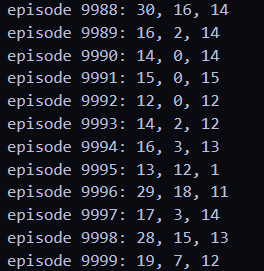 episode 9988: 30, 16, 14
episode 9989: 16, 2, 14
episode 9990: 14, 0, 14
episode 9991: 15, 0, 15
episode 9992: 12, 0, 12
episode 9993: 14, 2, 12
episode 9994: 16, 3, 13
episode 9995: 13, 12, 1
episode 9996: 29, 18, 11
episode 9997: 17, 3, 14
episode 9998: 28, 15, 13
episode 9999: 19, 7, 12